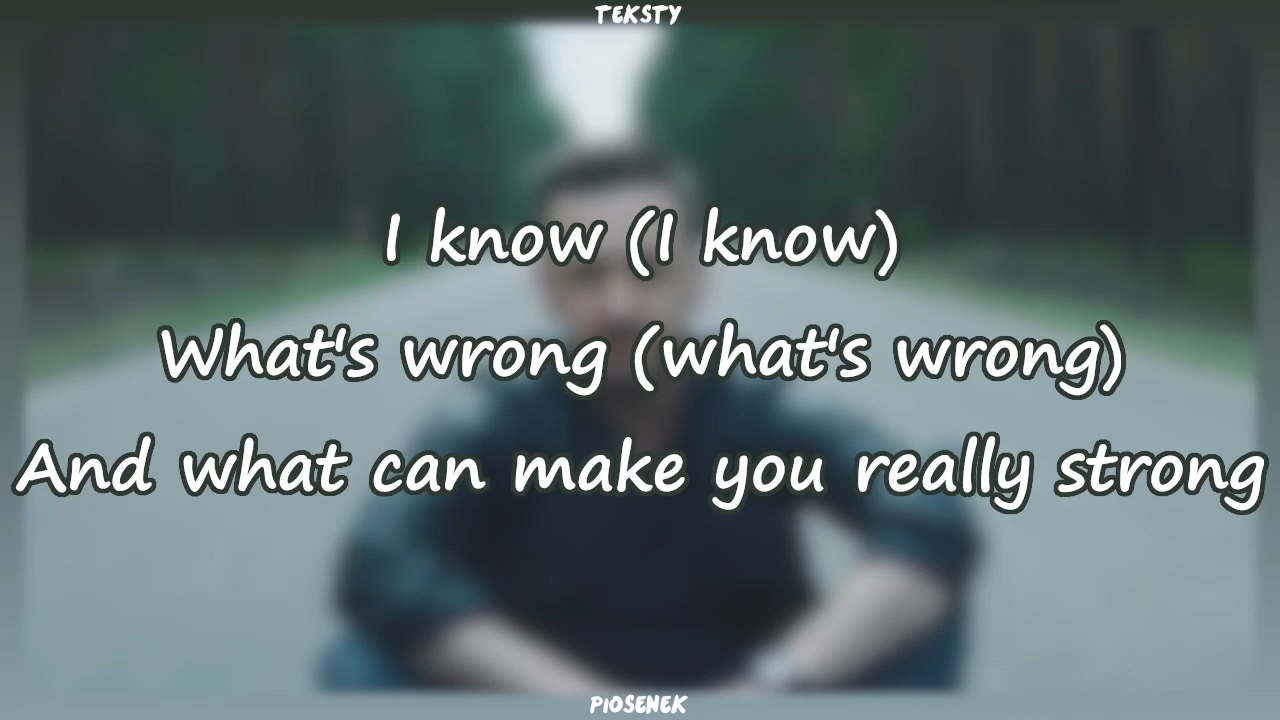 TEKSTY
I know (I know)
What's wrong (what's wrong)
And what can make you really strong
PIOSENEK